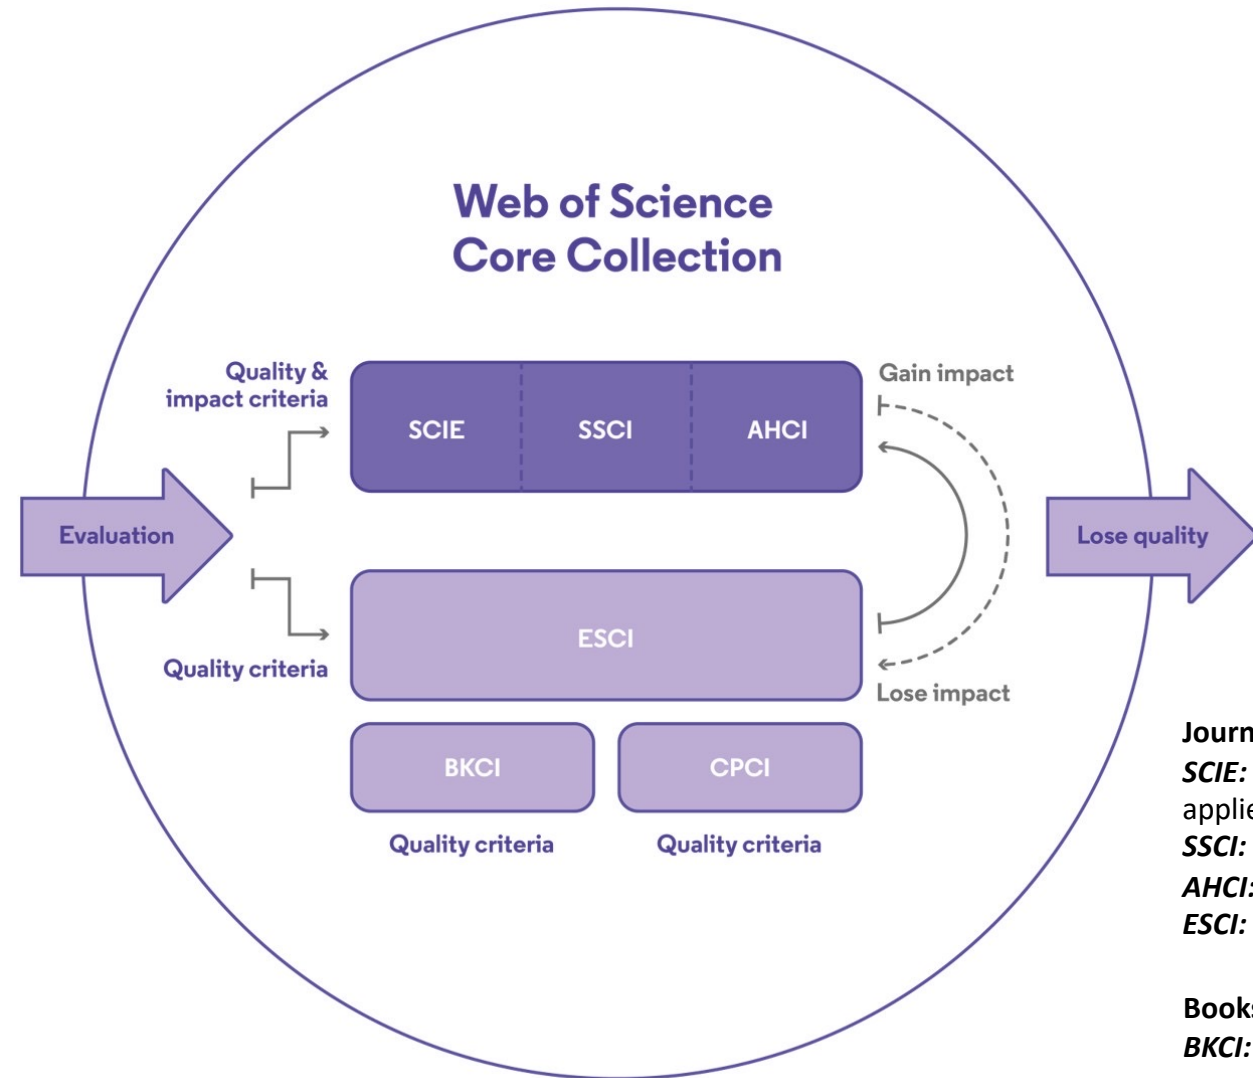 Web of Science
Core Collection
Quality &
impact criteria
SCIE
SSCI
AHCI
Gain impact
Evaluation
Lose quality
ESCI
Quality criteria
Lose impact
BKCI
CPCI
Quality criteria
Quality criteria
SCIE:
SSCI:
AHCI:
ESCI:
Books
BKCI: